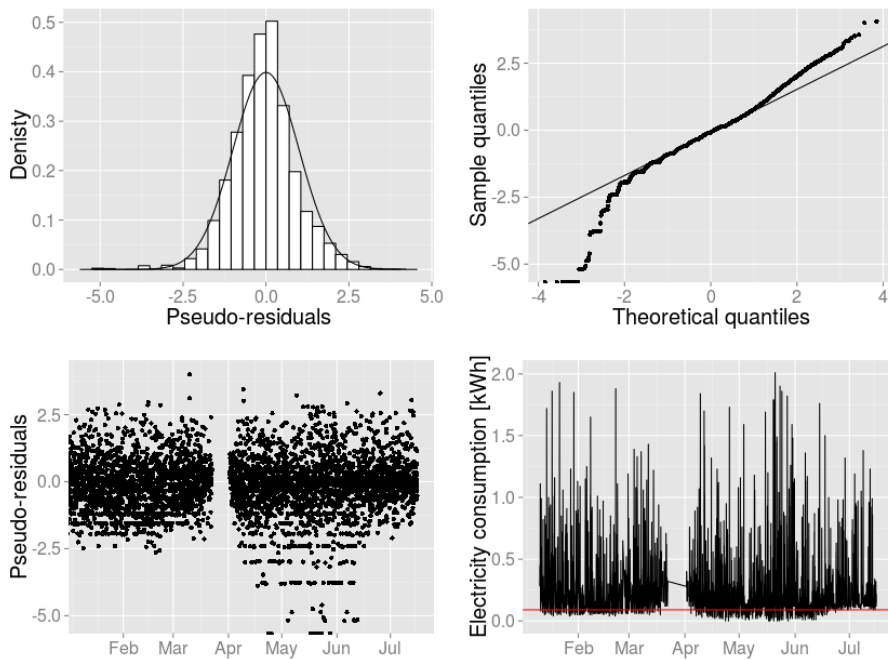 0.5
0.4
0.3
0.2
0.1
0.0
Denisty
-5.0 -2.5 0.0 2.5 5.0
Pseudo-residuals
2.5
0.0
-2.5
-5.0
Sample quantiles
-4 -2 0 2 4
Theoretical quantiles
2.5
0.0
-2.5
-5.0
Pseudo-residuals
Feb Mar Apr May Jun Jul
2.0
1.5
1.0
0.5
0.0
Electricity consumption [kWh]
Feb Mar Apr May Jun Jul